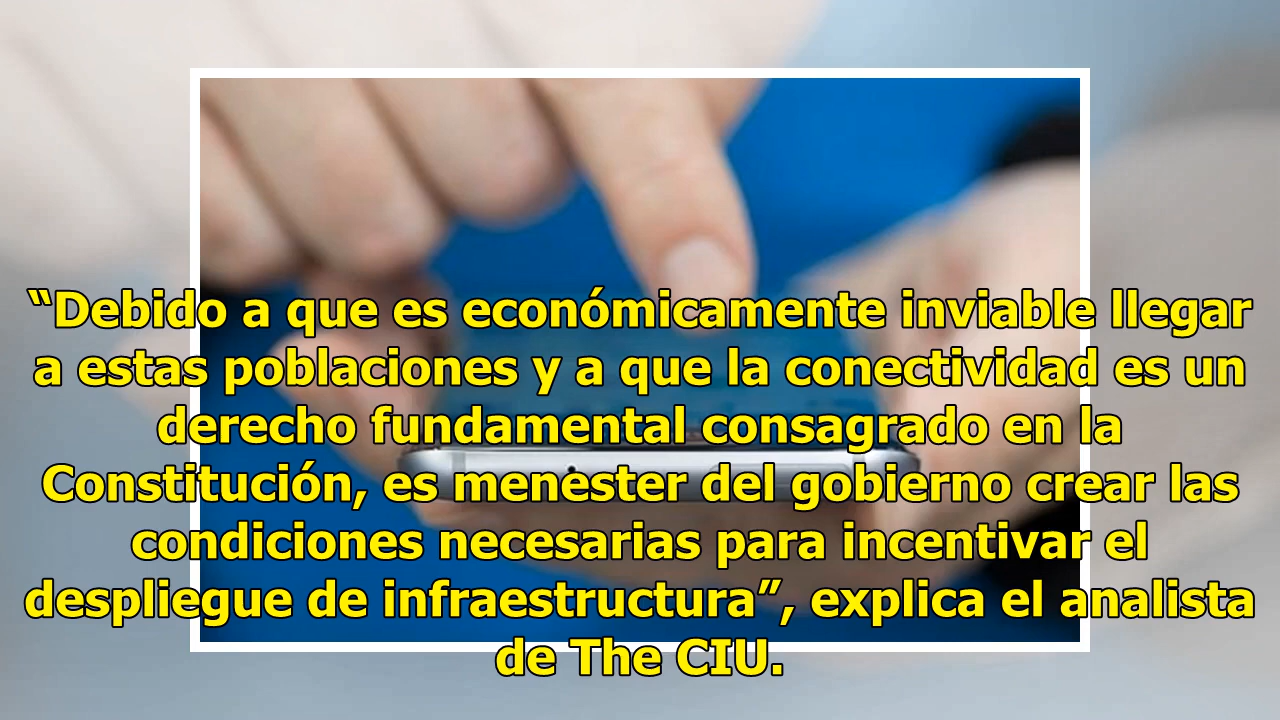 “Debido a que es económicamente inviable llegar
a estas poblaciones y a que la conectividad es un
derecho fundamental consagrado en la
Constitución, es menester del gobierno crear las
condiciones necesarias para incentivar el
despliegue de infraestructura”, explica el analista
de The CIU.